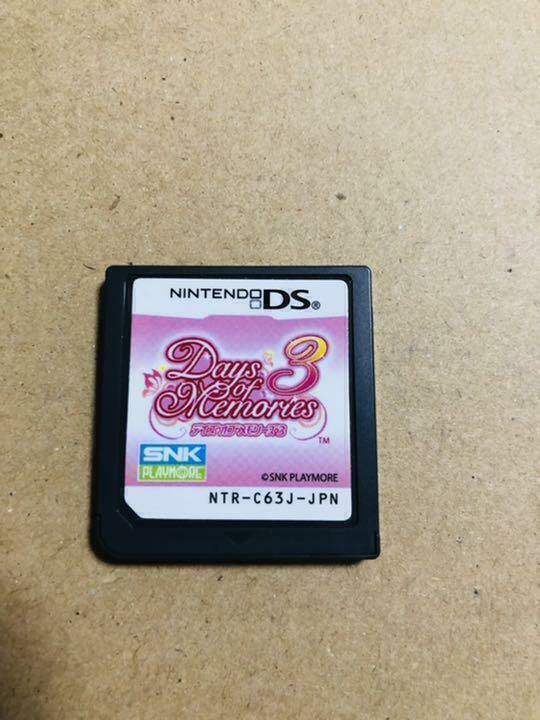 NINTENDO DS®
Days of Memories 3
デイズ オブ メモリーズ3
TM
SNK
PLAYMORE
©SNK PLAYMORE
NTR-C63J-JPN